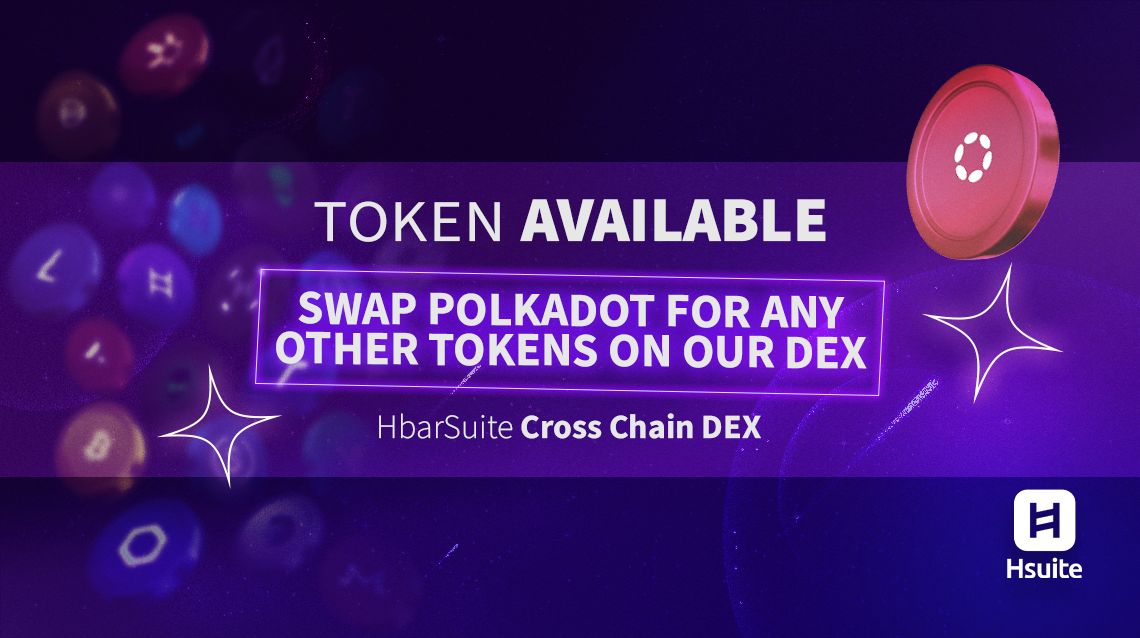 TOKEN AVAILABLE
SWAP POLKADOT FOR ANY
OTHER TOKENS ON OUR DEX
HbarSuite Cross Chain DEX
Hsuite